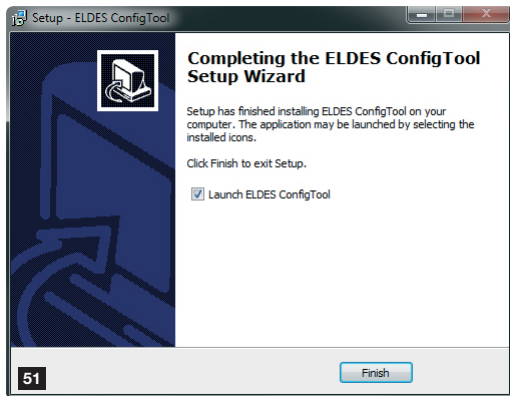 Setup - ELDES ConfigTool
Completing the ELDES ConfigTool
Setup Wizard
Setup has finished installing ELDES ConfigTool on your
computer. The application may be launched by selecting the
installed icons.
Click Finish to exit Setup.
Launch ELDES ConfigTool
Finish
51